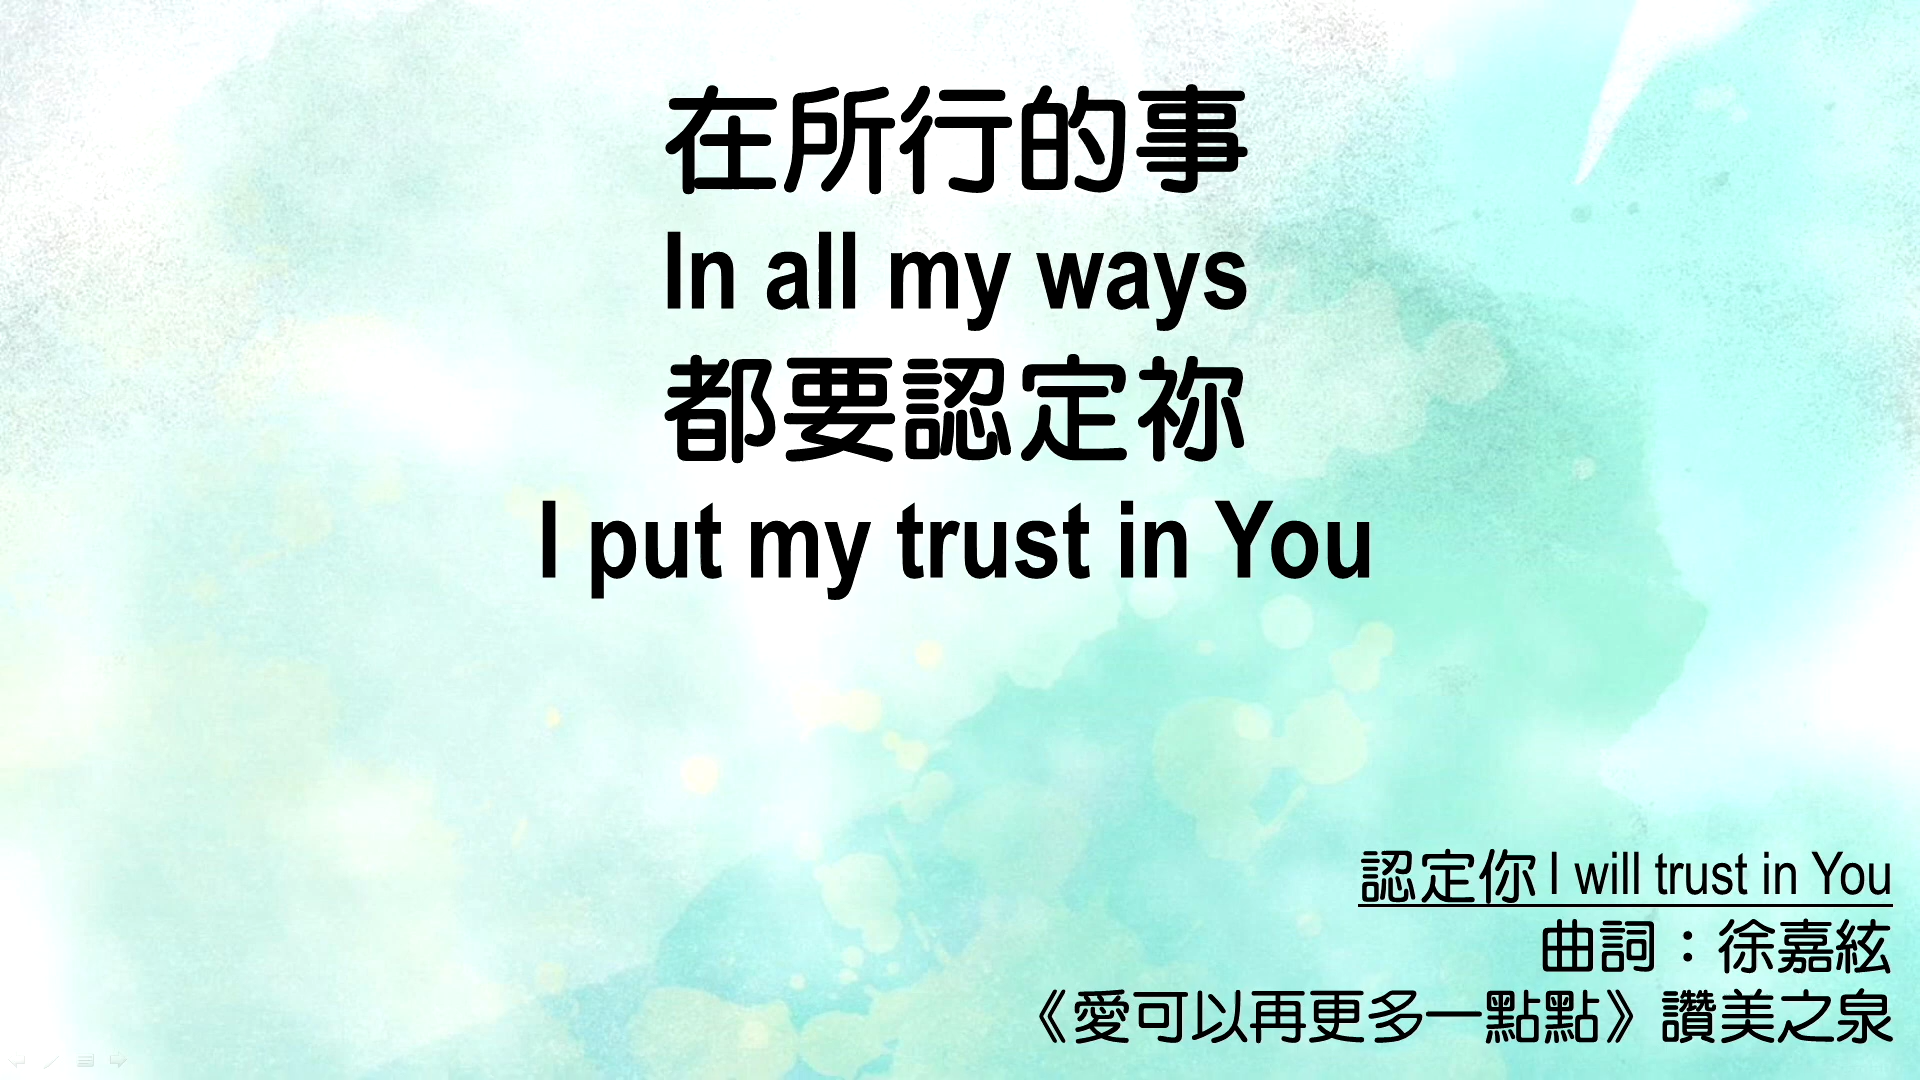 在所行的事
In all my ways
都要認定祢
I put my trust in You
認定你 I will trust in You
曲詞：徐嘉絃
《愛可以再更多一點點》讚美之泉